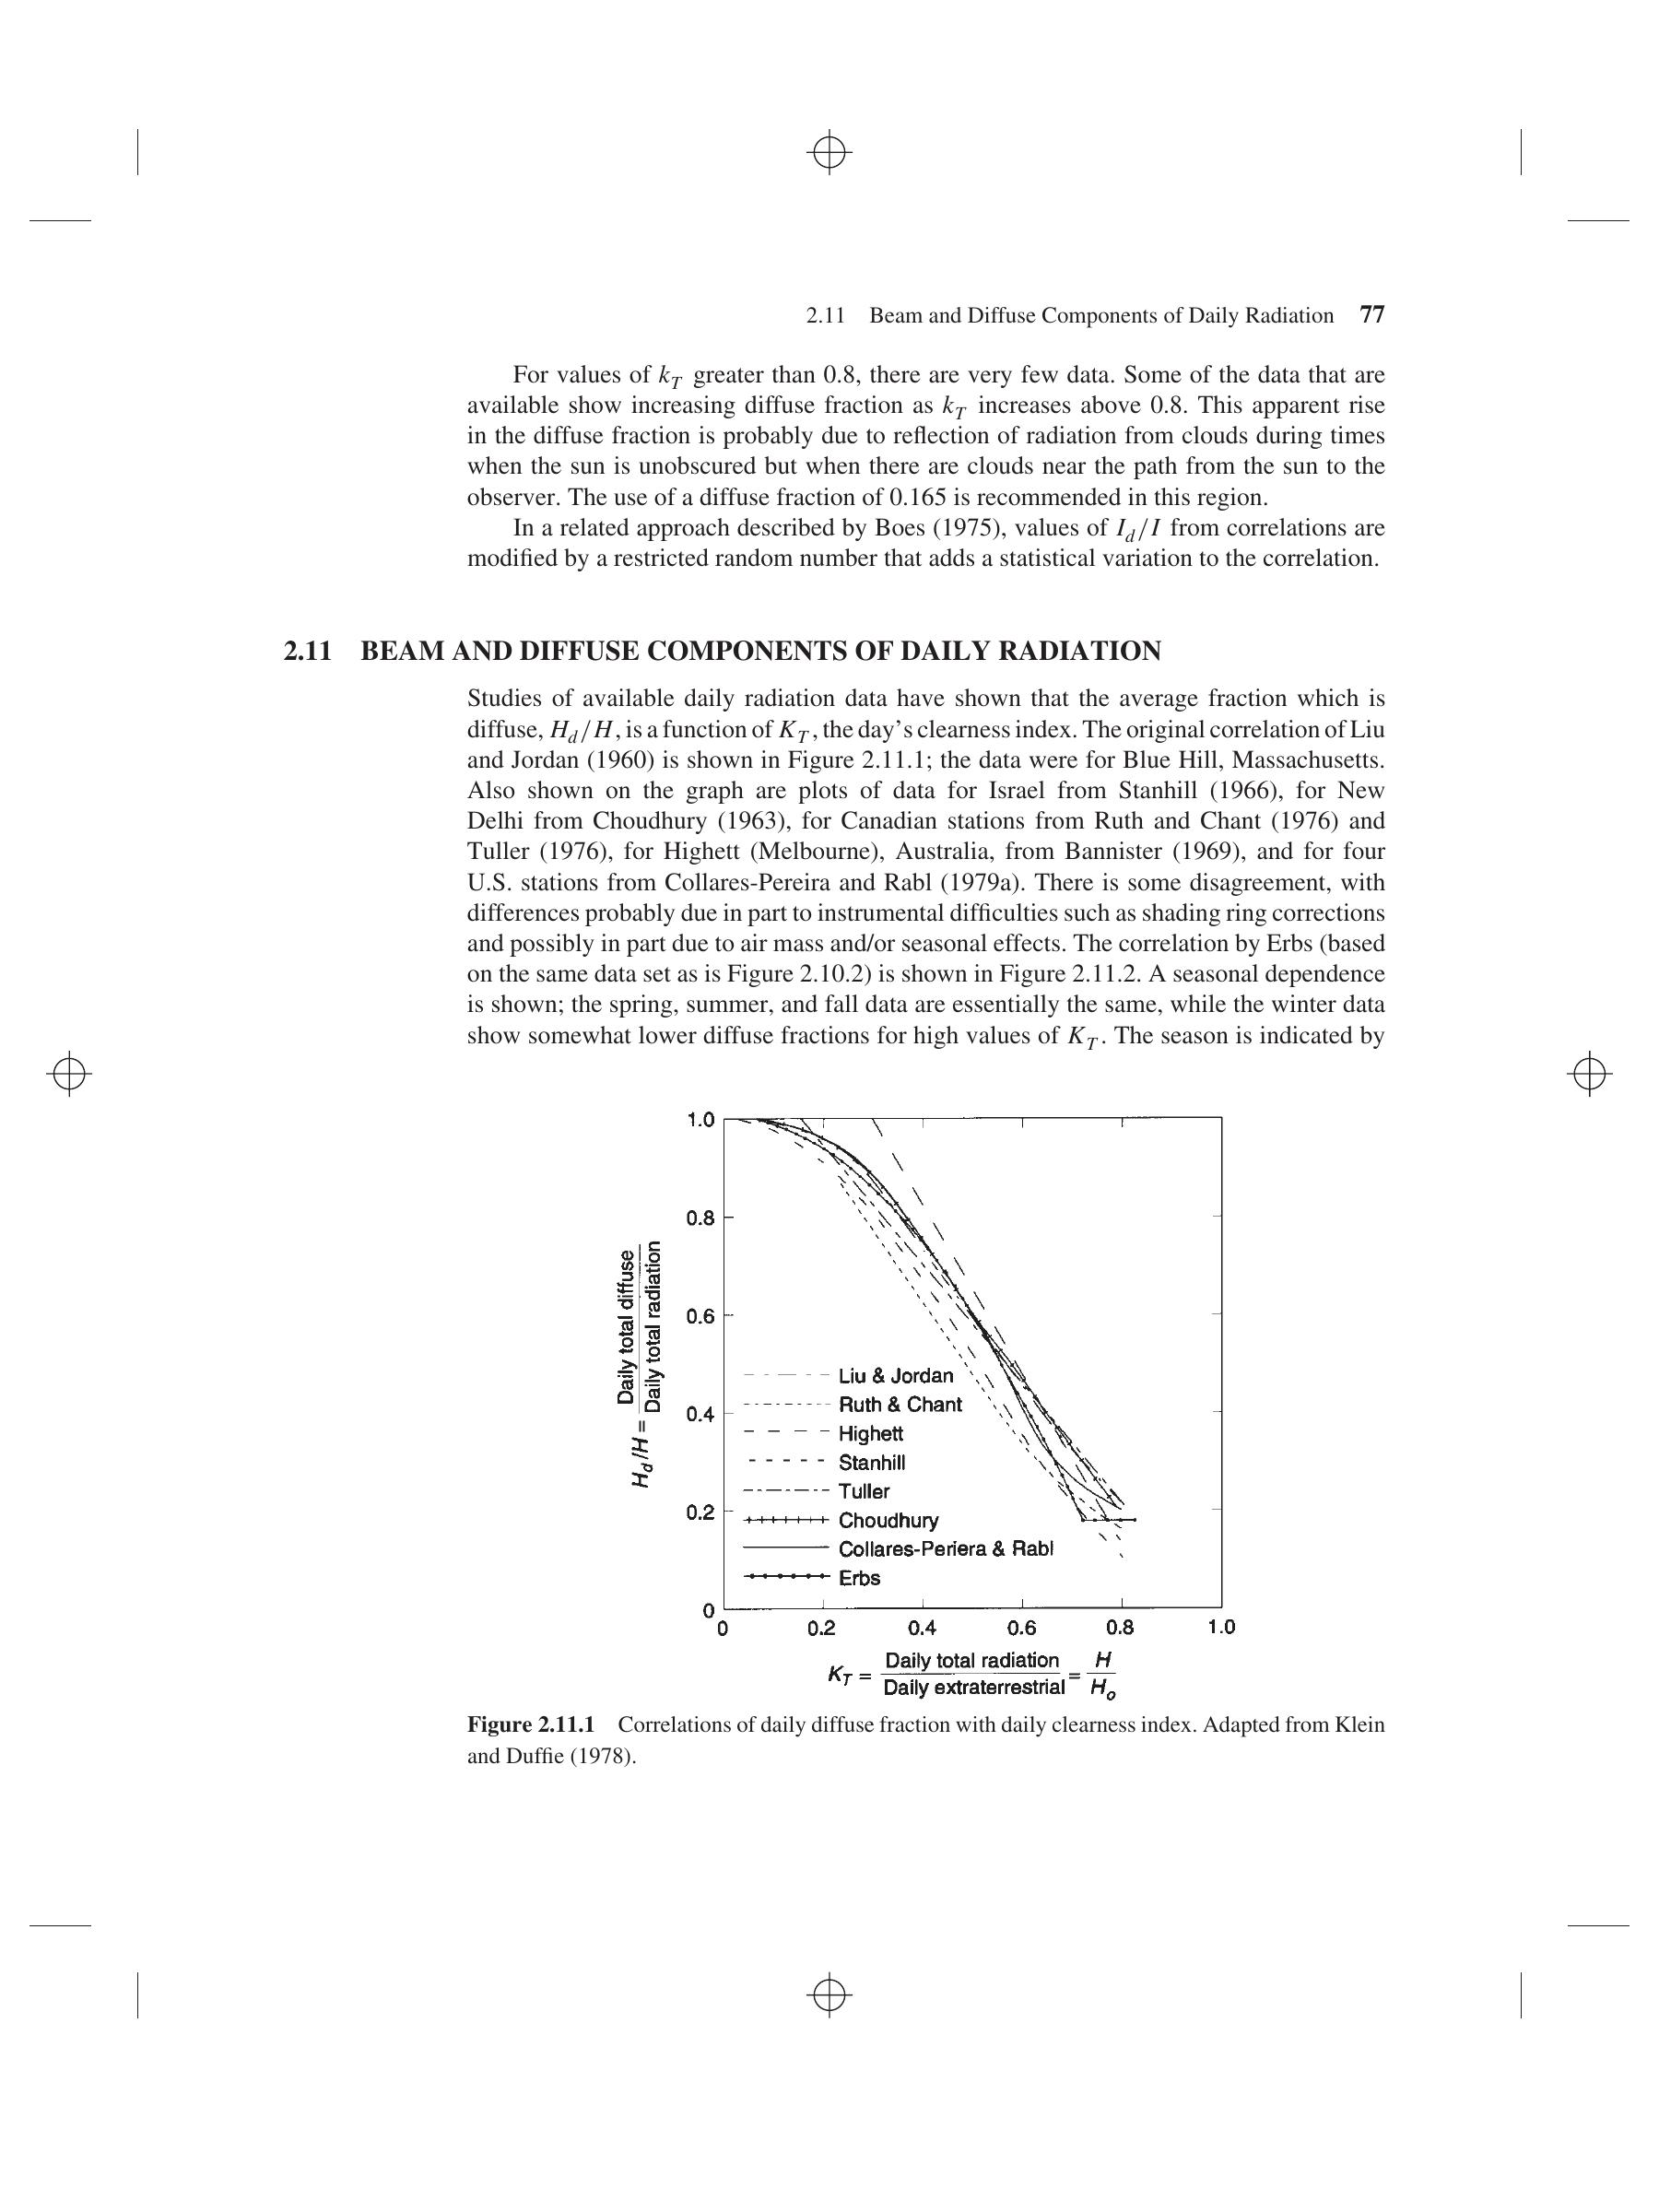 2.11 Beam and Diffuse Components of Daily Radiation 77
For values of k_T greater than 0.8, there are very few data. Some of the data that are
available show increasing diffuse fraction as k_T increases above 0.8. This apparent rise
in the diffuse fraction is probably due to reflection of radiation from clouds during times
when the sun is unobscured but when there are clouds near the path from the sun to the
observer. The use of a diffuse fraction of 0.165 is recommended in this region.
In a related approach described by Boes (1975), values of I_d/I from correlations are
modified by a restricted random number that adds a statistical variation to the correlation.
2.11 BEAM AND DIFFUSE COMPONENTS OF DAILY RADIATION
Studies of available daily radiation data have shown that the average fraction which is
diffuse, H_d/H, is a function of K_T, the day's clearness index. The original correlation of Liu
and Jordan (1960) is shown in Figure 2.11.1; the data were for Blue Hill, Massachusetts.
Also shown on the graph are plots of data for Israel from Stanhill (1966), for New
Delhi from Choudhury (1963), for Canadian stations from Ruth and Chant (1976) and
Tuller (1976), for Highett (Melbourne), Australia, from Bannister (1969), and for four
U.S. stations from Collares-Pereira and Rabl (1979a). There is some disagreement, with
differences probably due in part to instrumental difficulties such as shading ring corrections
and possibly in part due to air mass and/or seasonal effects. The correlation by Erbs (based
on the same data set as is Figure 2.10.2) is shown in Figure 2.11.2. A seasonal dependence
is shown; the spring, summer, and fall data are essentially the same, while the winter data
show somewhat lower diffuse fractions for high values of K_T. The season is indicated by
1.0
0.8
0.6
0.4
0.2
0
H_d/H = Daily total diffuse
Daily total radiation
Liu & Jordan
Ruth & Chant
Highett
Stanhill
Tuller
Choudhury
Collares-Periera & Rabl
Erbs
0 0.2 0.4 0.6 0.8 1.0
K_T = Daily total radiation = H
Daily extraterrestrial H_o
Figure 2.11.1 Correlations of daily diffuse fraction with daily clearness index. Adapted from Klein
and Duffie (1978).